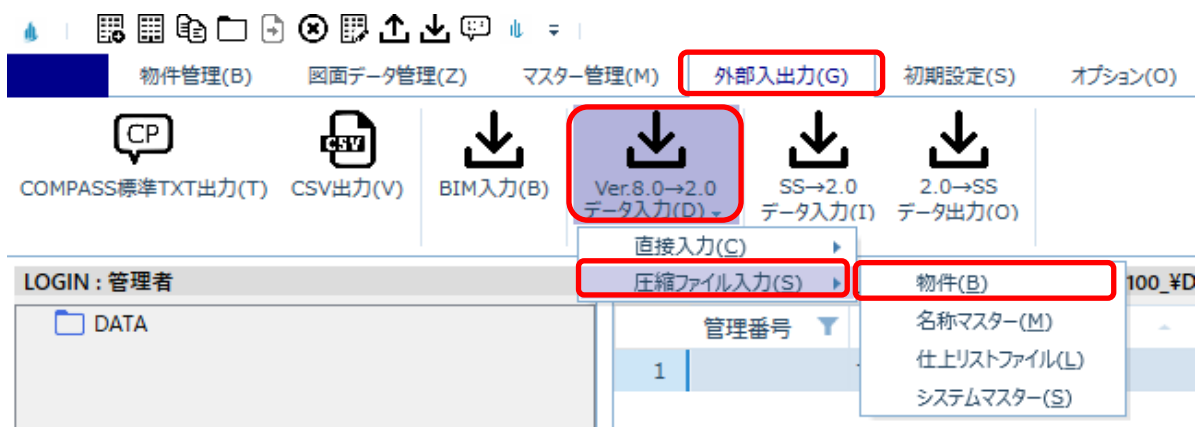 物件管理(B) 図面データ管理(Z) マスター管理(M) 外部入出力(G) 初期設定(S) オプション(O)
CP
CSV
COMPASS標準TXT出力(T) CSV出力(V) BIM入力(B) Ver.8.0→2.0 データ入力(D) SS→2.0 データ入力(I) 2.0→SS データ出力(O)
直接入力(C)
圧縮ファイル入力(S)
物件(B)
名称マスター(M)
仕上リストファイル(L)
システムマスター(S)
LOGIN : 管理者
100_¥D
DATA
管理番号
1